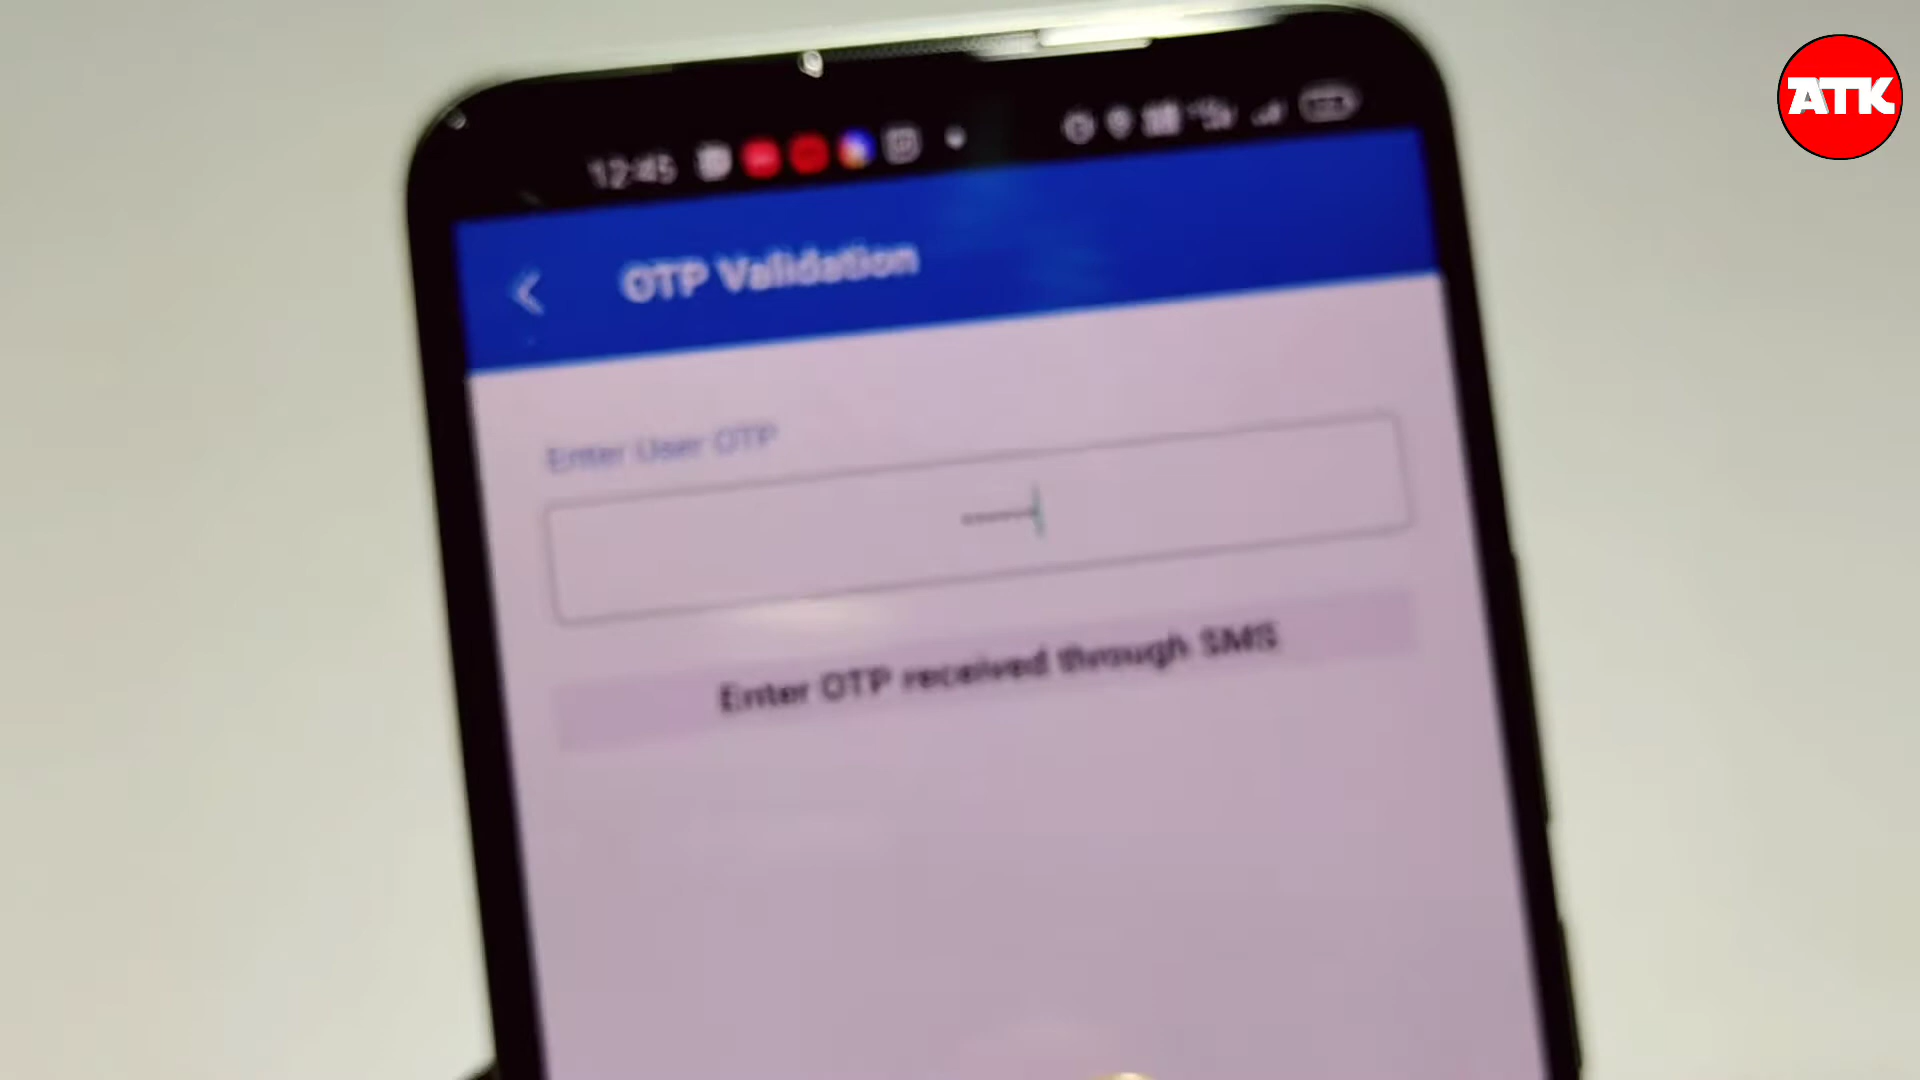 ATK
12:45
OTP Validation
Enter User OTP
Enter OTP received through SMS